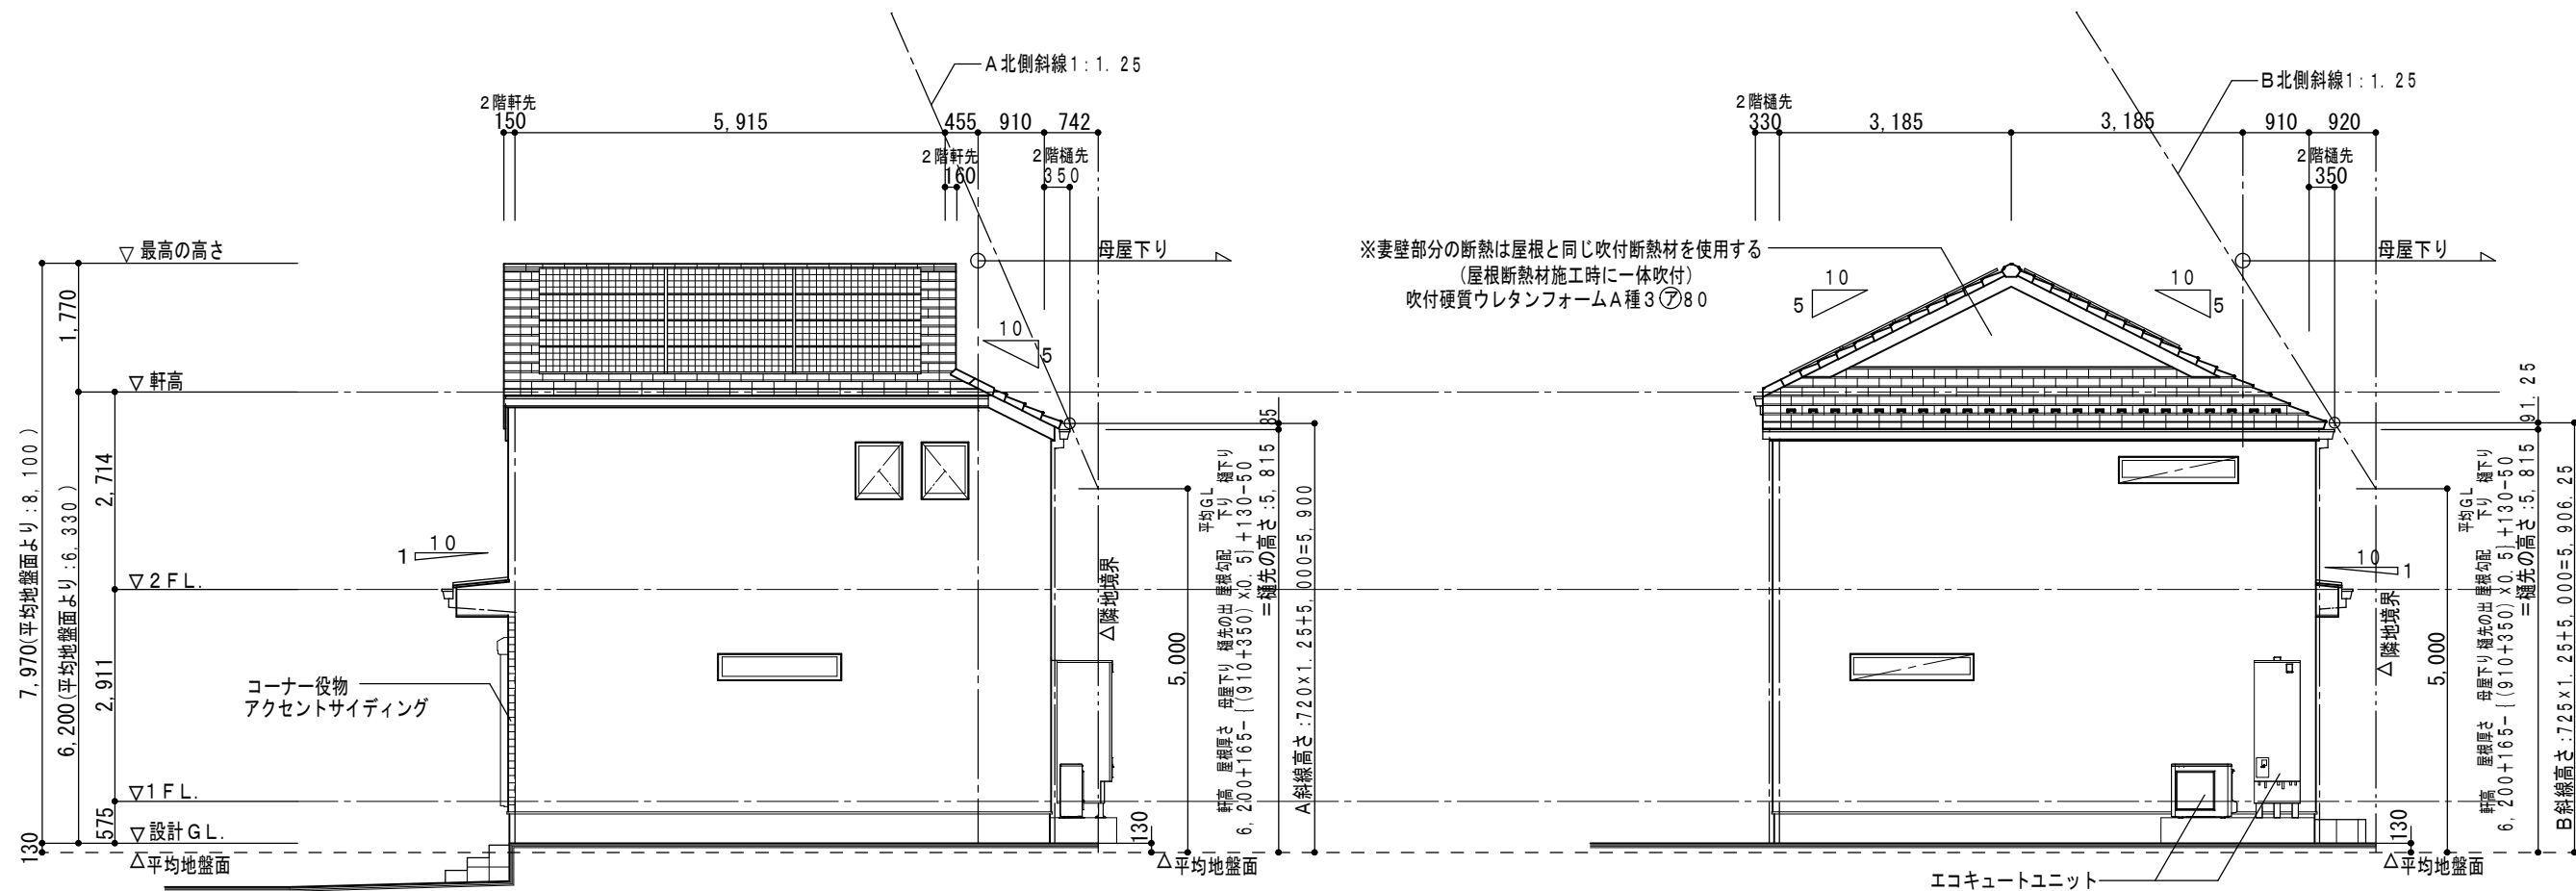 A北側斜線1:1.25
2階軒先
150
5,915
455
910
742
2階軒先
160
2階樋先
350
母屋下り
▽ 最高の高さ
1,770
▽ 軒高
10
5
2,714
7,970(平均地盤面より:8,100)
6,200(平均地盤面より:6,330)
1
10
▽2FL.
2,911
コーナー役物
アクセントサイディング
▽1FL.
575
▽設計GL.
130
△平均地盤面
△隣地境界
5,000
130
△平均地盤面
平均GL
軒高 屋根厚さ 母屋下り 樋先の出 屋根勾配 下り 樋下り
6,200+165-{(910+350)×0.5}+130-50
=樋先の高さ:5,815
85
A斜線高さ:720×1.25+5,000=5,900
B北側斜線1:1.25
2階樋先
330
3,185
3,185
910
920
2階樋先
350
母屋下り
※妻壁部分の断熱は屋根と同じ吹付断熱材を使用する
(屋根断熱材施工時に一体吹付)
吹付硬質ウレタンフォームA種3㋐80
10
5
10
5
10
1
△隣地境界
5,000
130
△平均地盤面
エコキュートユニット
平均GL
軒高 屋根厚さ 母屋下り 樋先の出 屋根勾配 下り 樋下り
6,200+165-{(910+350)×0.5}+130-50
=樋先の高さ:5,815
91.25
B斜線高さ:725×1.25+5,000=5,906.25